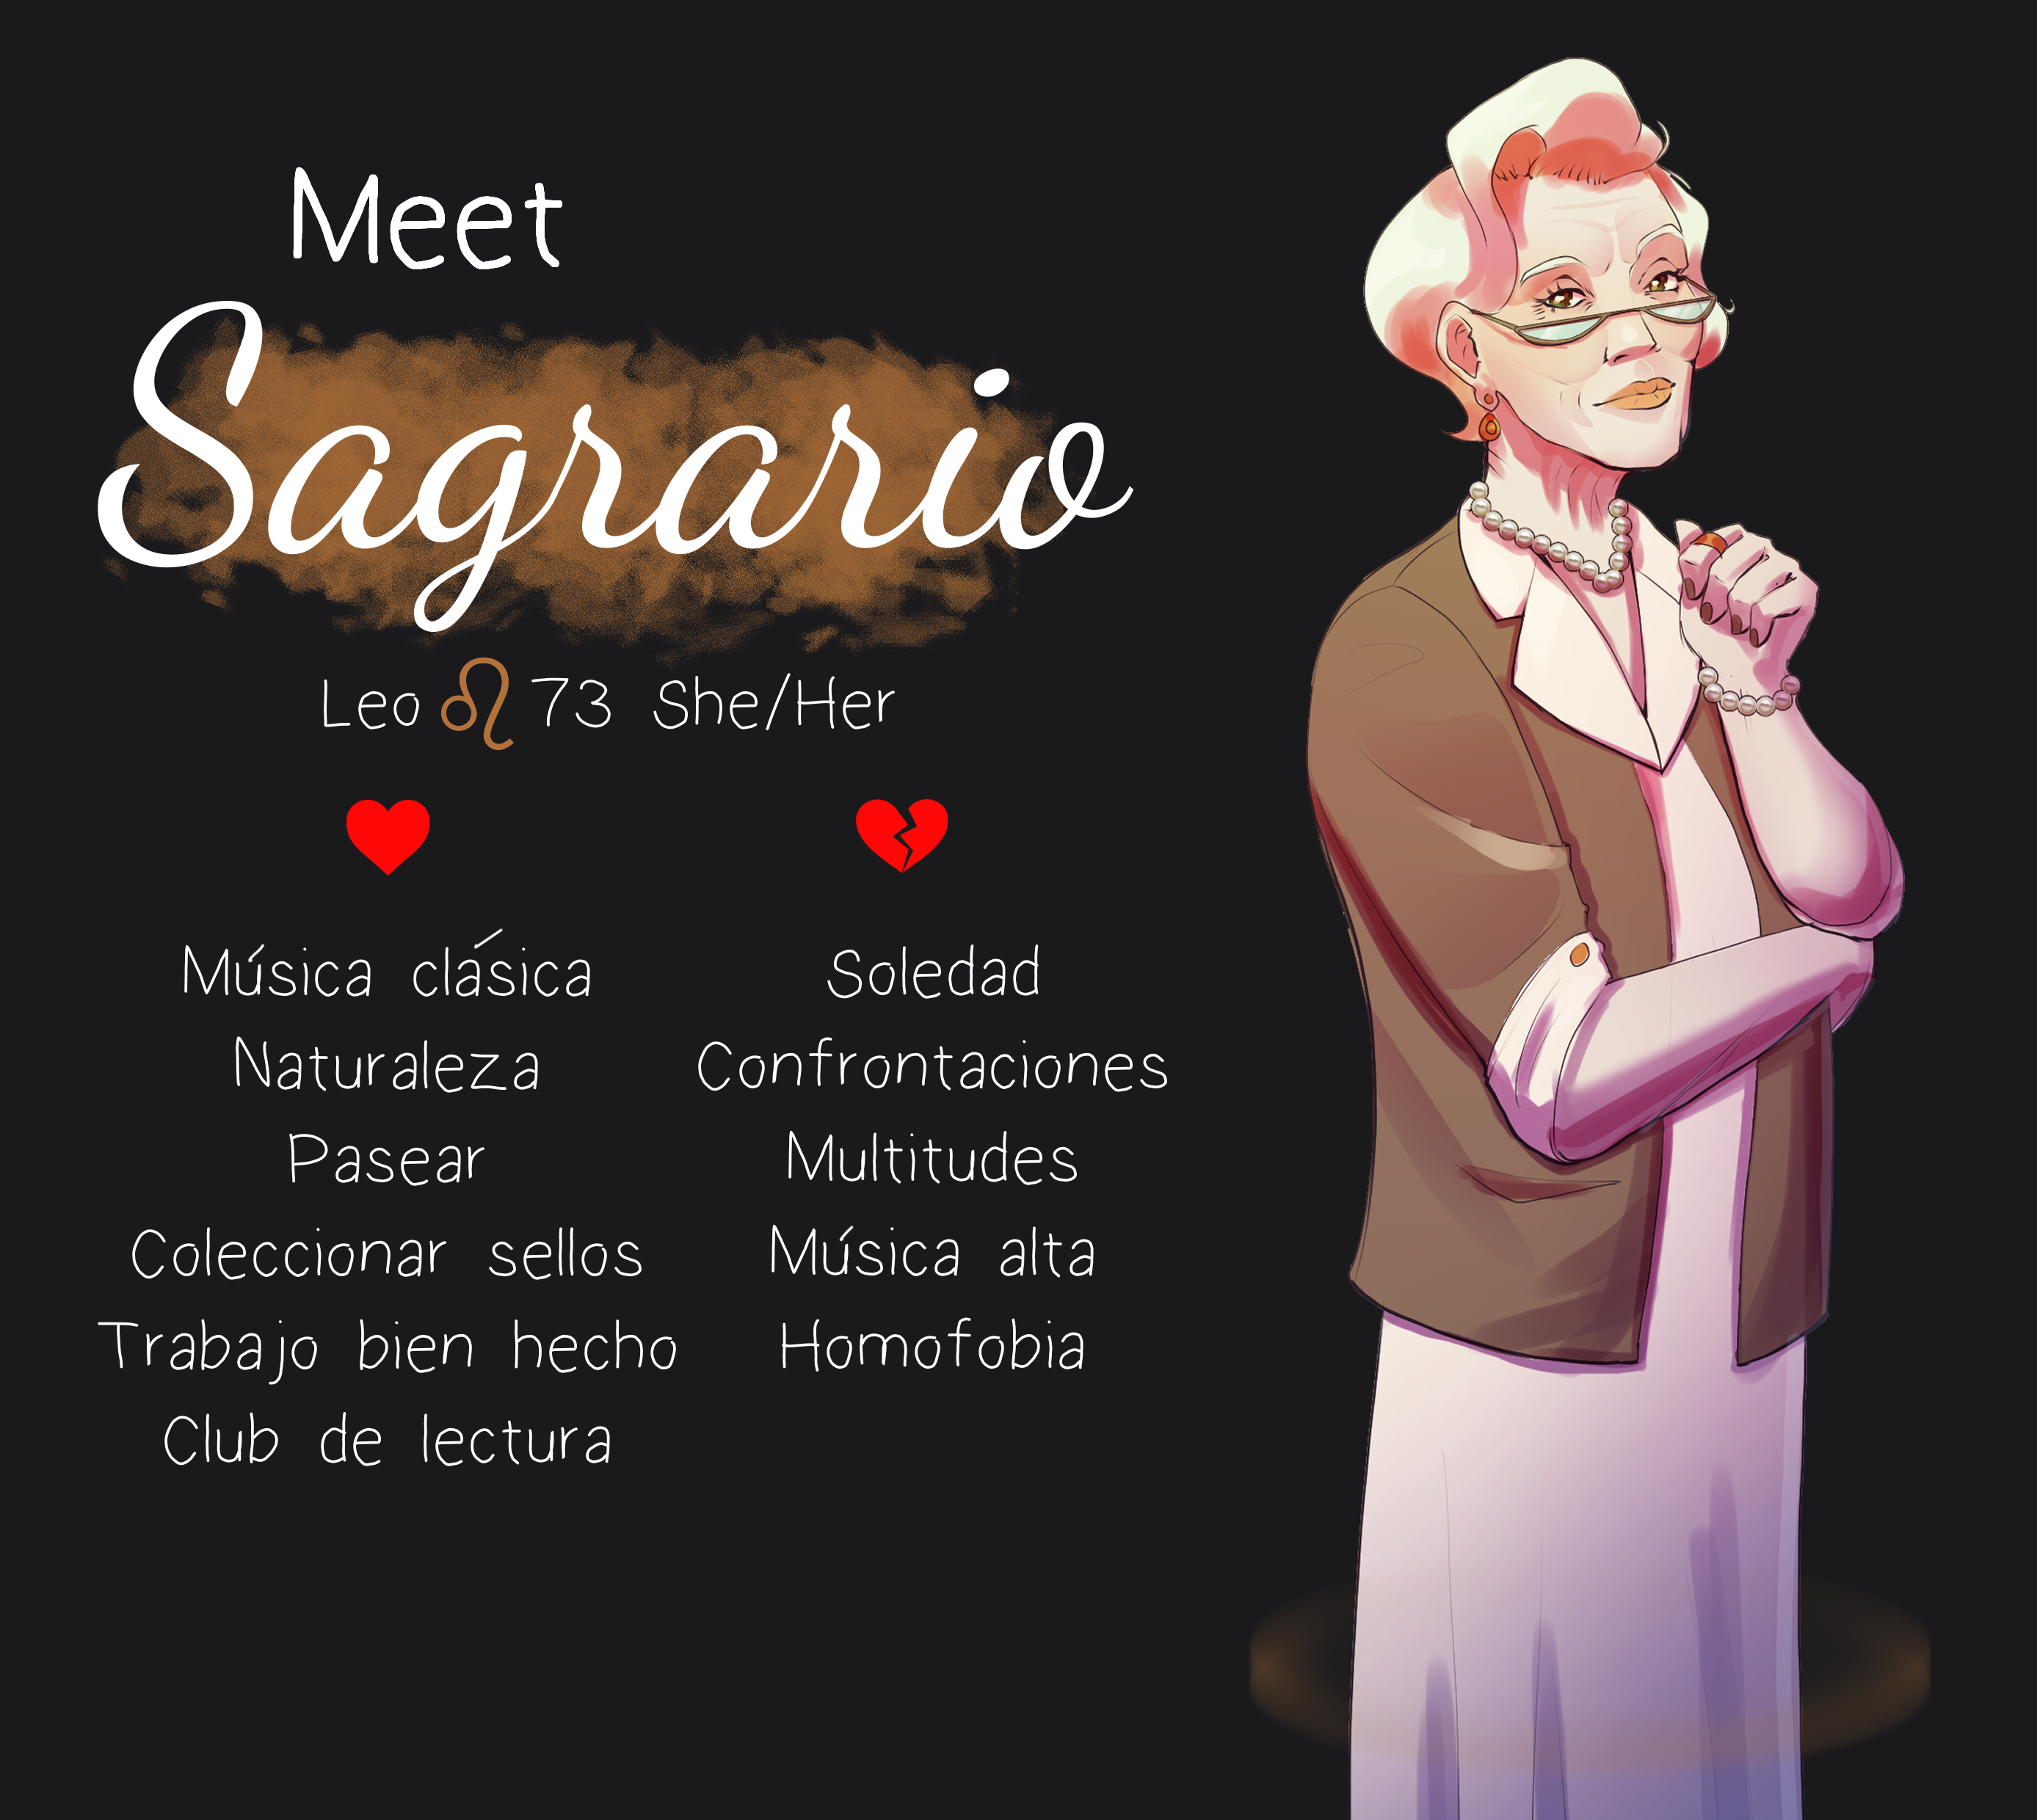 Meet
Sagrario
Leo ♌ 73 She/Her
Música clásica
Naturaleza
Pasear
Coleccionar sellos
Trabajo bien hecho
Club de lectura
Soledad
Confrontaciones
Multitudes
Música alta
Homofobia